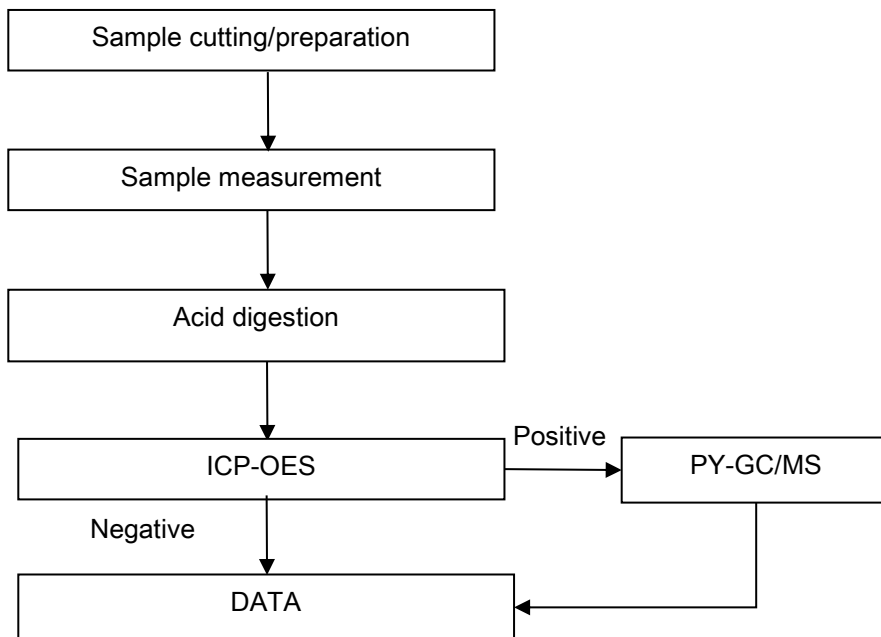 Sample cutting/preparation
Sample measurement
Acid digestion
Positive
ICP-OES
PY-GC/MS
Negative
DATA